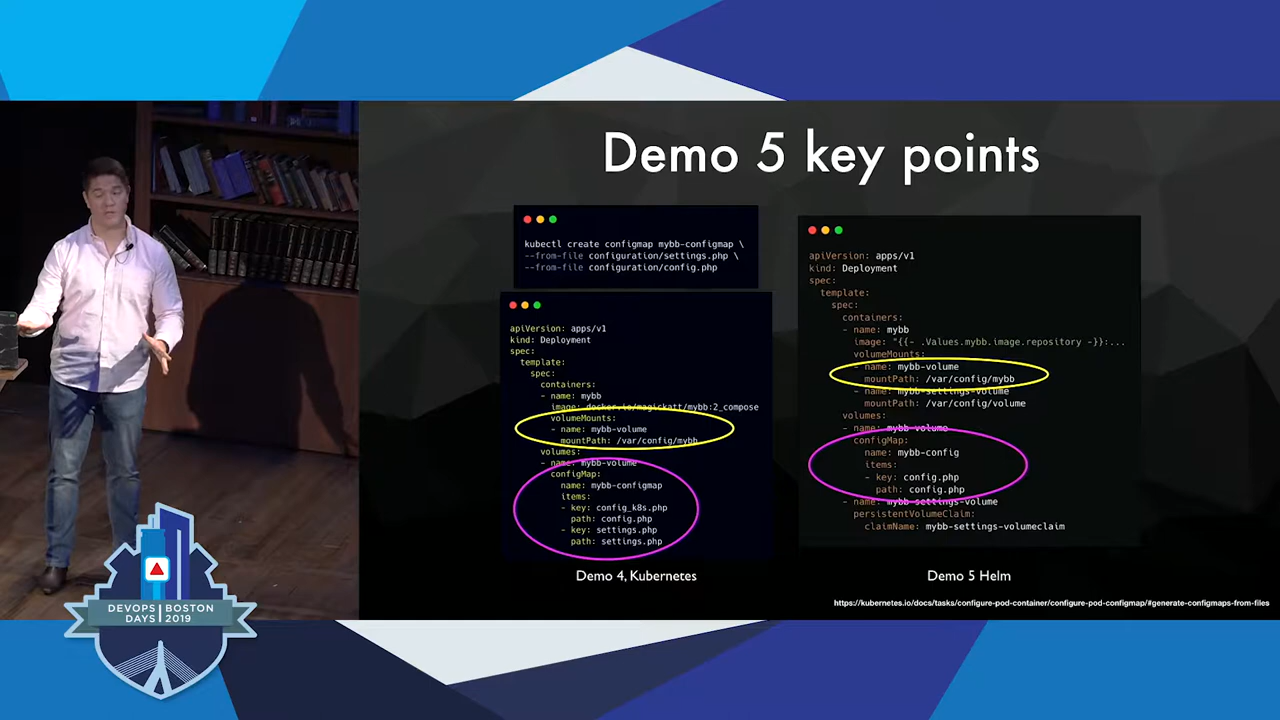 Demo 5 key points
kubectl create configmap mybb-configmap \
--from-file configuration/settings.php \
--from-file configuration/config.php
apiVersion: apps/v1
kind: Deployment
spec:
template:
spec:
containers:
- name: mybb
image: docker.io/magickatt/mybb:2_compose
volumeMounts:
- name: mybb-volume
mountPath: /var/config/mybb
volumes:
- name: mybb-volume
configMap:
name: mybb-configmap
items:
- key: config_k8s.php
path: config.php
- key: settings.php
path: settings.php
Demo 4, Kubernetes
apiVersion: apps/v1
kind: Deployment
spec:
template:
spec:
containers:
- name: mybb
image: "{{- .Values.mybb.image.repository -}}:...
volumeMounts:
- name: mybb-volume
mountPath: /var/config/mybb
- name: mybb-settings-volume
mountPath: /var/config/volume
volumes:
- name: mybb-volume
configMap:
name: mybb-config
items:
- key: config.php
path: config.php
- name: mybb-settings-volume
persistentVolumeClaim:
claimName: mybb-settings-volumeclaim
Demo 5 Helm
https://kubernetes.io/docs/tasks/configure-pod-container/configure-pod-configmap/#generate-configmaps-from-files
DEVOPS BOSTON
DAYS 2019